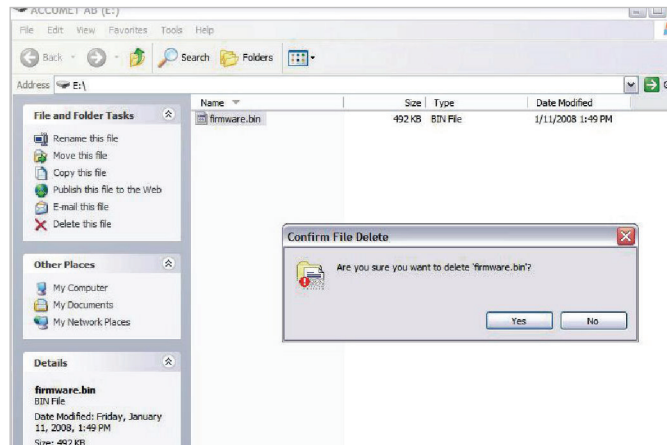 ACCUMET AB (E:)
File Edit View Favorites Tools Help
Back Search Folders
Address E:\
Name Size Type Date Modified
firmware.bin 492 KB BIN File 1/11/2008 1:49 PM
File and Folder Tasks
Rename this file
Move this file
Copy this file
Publish this file to the Web
E-mail this file
Delete this file
Other Places
My Computer
My Documents
My Network Places
Details
firmware.bin
BIN File
Date Modified: Friday, January
11, 2008, 1:49 PM
Size: 492 KB
Confirm File Delete
Are you sure you want to delete 'firmware.bin'?
Yes No